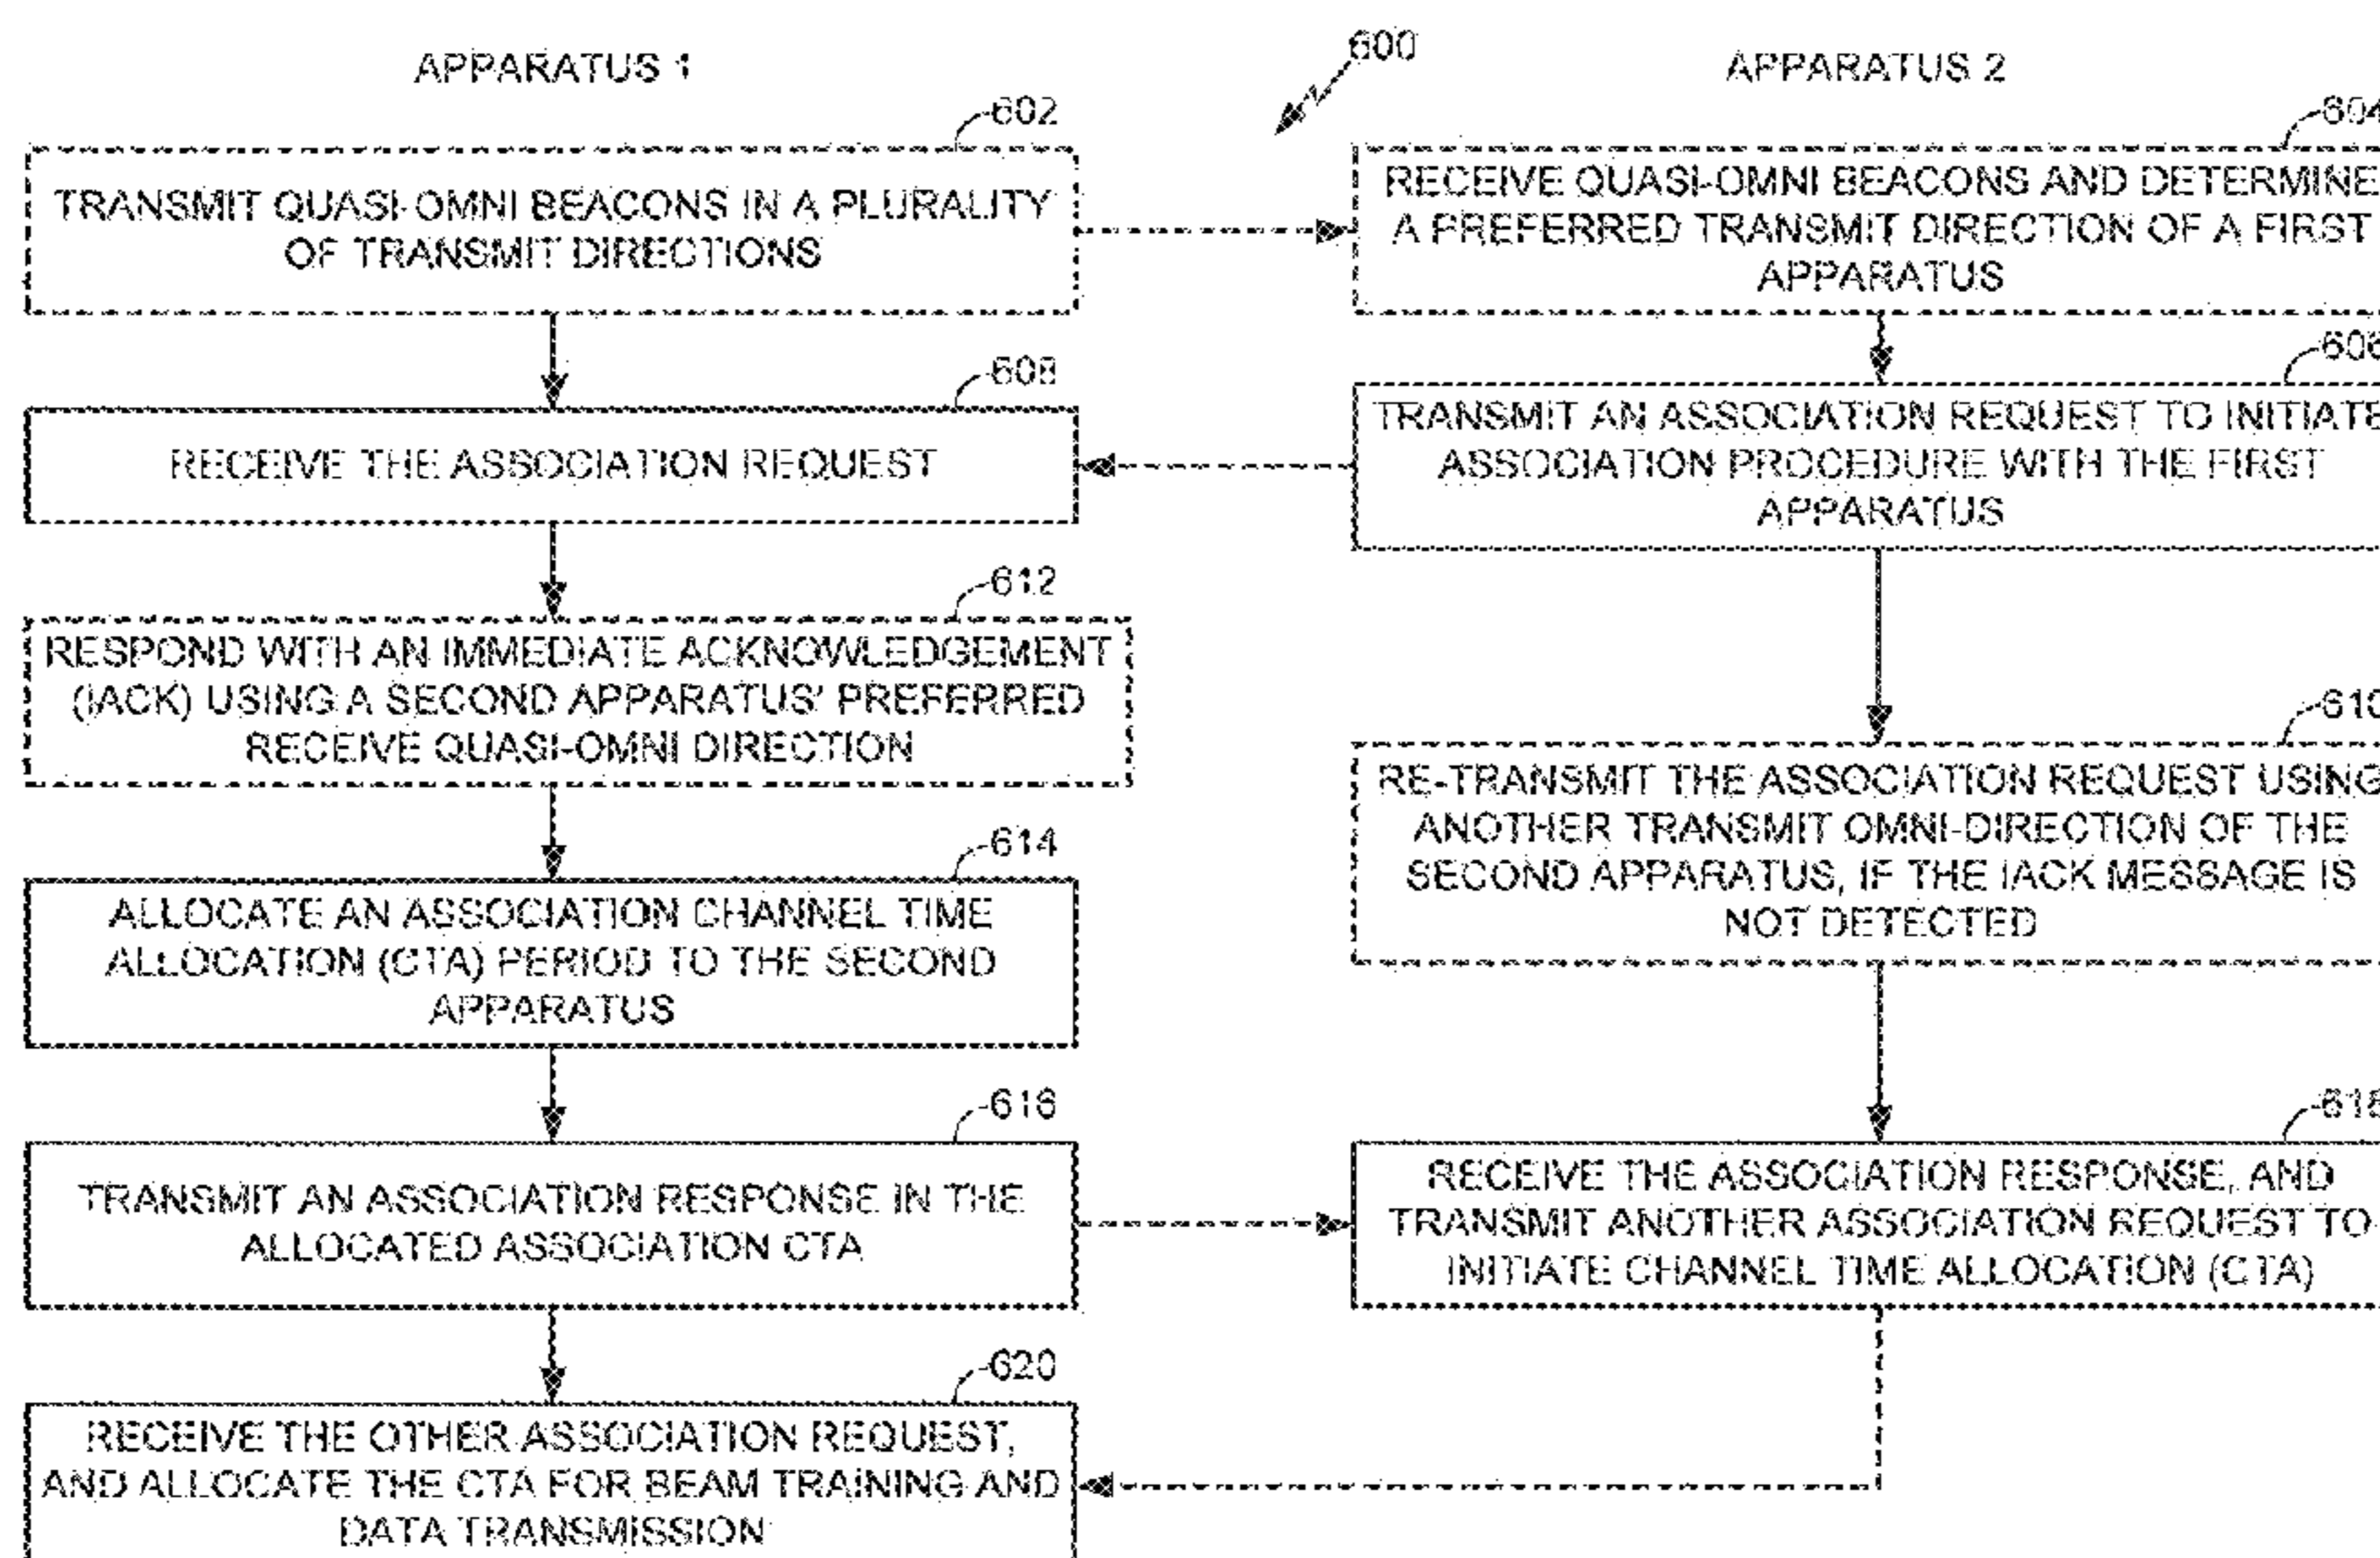 APPARATUS 1
600
APPARATUS 2
602
TRANSMIT QUASI-OMNI BEACONS IN A PLURALITY
OF TRANSMIT DIRECTIONS
604
RECEIVE QUASI-OMNI BEACONS AND DETERMINE
A PREFERRED TRANSMIT DIRECTION OF A FIRST
APPARATUS
608
RECEIVE THE ASSOCIATION REQUEST
606
TRANSMIT AN ASSOCIATION REQUEST TO INITIATE
ASSOCIATION PROCEDURE WITH THE FIRST
APPARATUS
612
RESPOND WITH AN IMMEDIATE ACKNOWLEDGEMENT
(IACK) USING A SECOND APPARATUS' PREFERRED
RECEIVE QUASI-OMNI DIRECTION
610
RE-TRANSMIT THE ASSOCIATION REQUEST USING
ANOTHER TRANSMIT OMNI-DIRECTION OF THE
SECOND APPARATUS, IF THE IACK MESSAGE IS
NOT DETECTED
614
ALLOCATE AN ASSOCIATION CHANNEL TIME
ALLOCATION (CTA) PERIOD TO THE SECOND
APPARATUS
616
TRANSMIT AN ASSOCIATION RESPONSE IN THE
ALLOCATED ASSOCIATION CTA
618
RECEIVE THE ASSOCIATION RESPONSE, AND
TRANSMIT ANOTHER ASSOCIATION REQUEST TO
INITIATE CHANNEL TIME ALLOCATION (CTA)
620
RECEIVE THE OTHER ASSOCIATION REQUEST,
AND ALLOCATE THE CTA FOR BEAM TRAINING AND
DATA TRANSMISSION